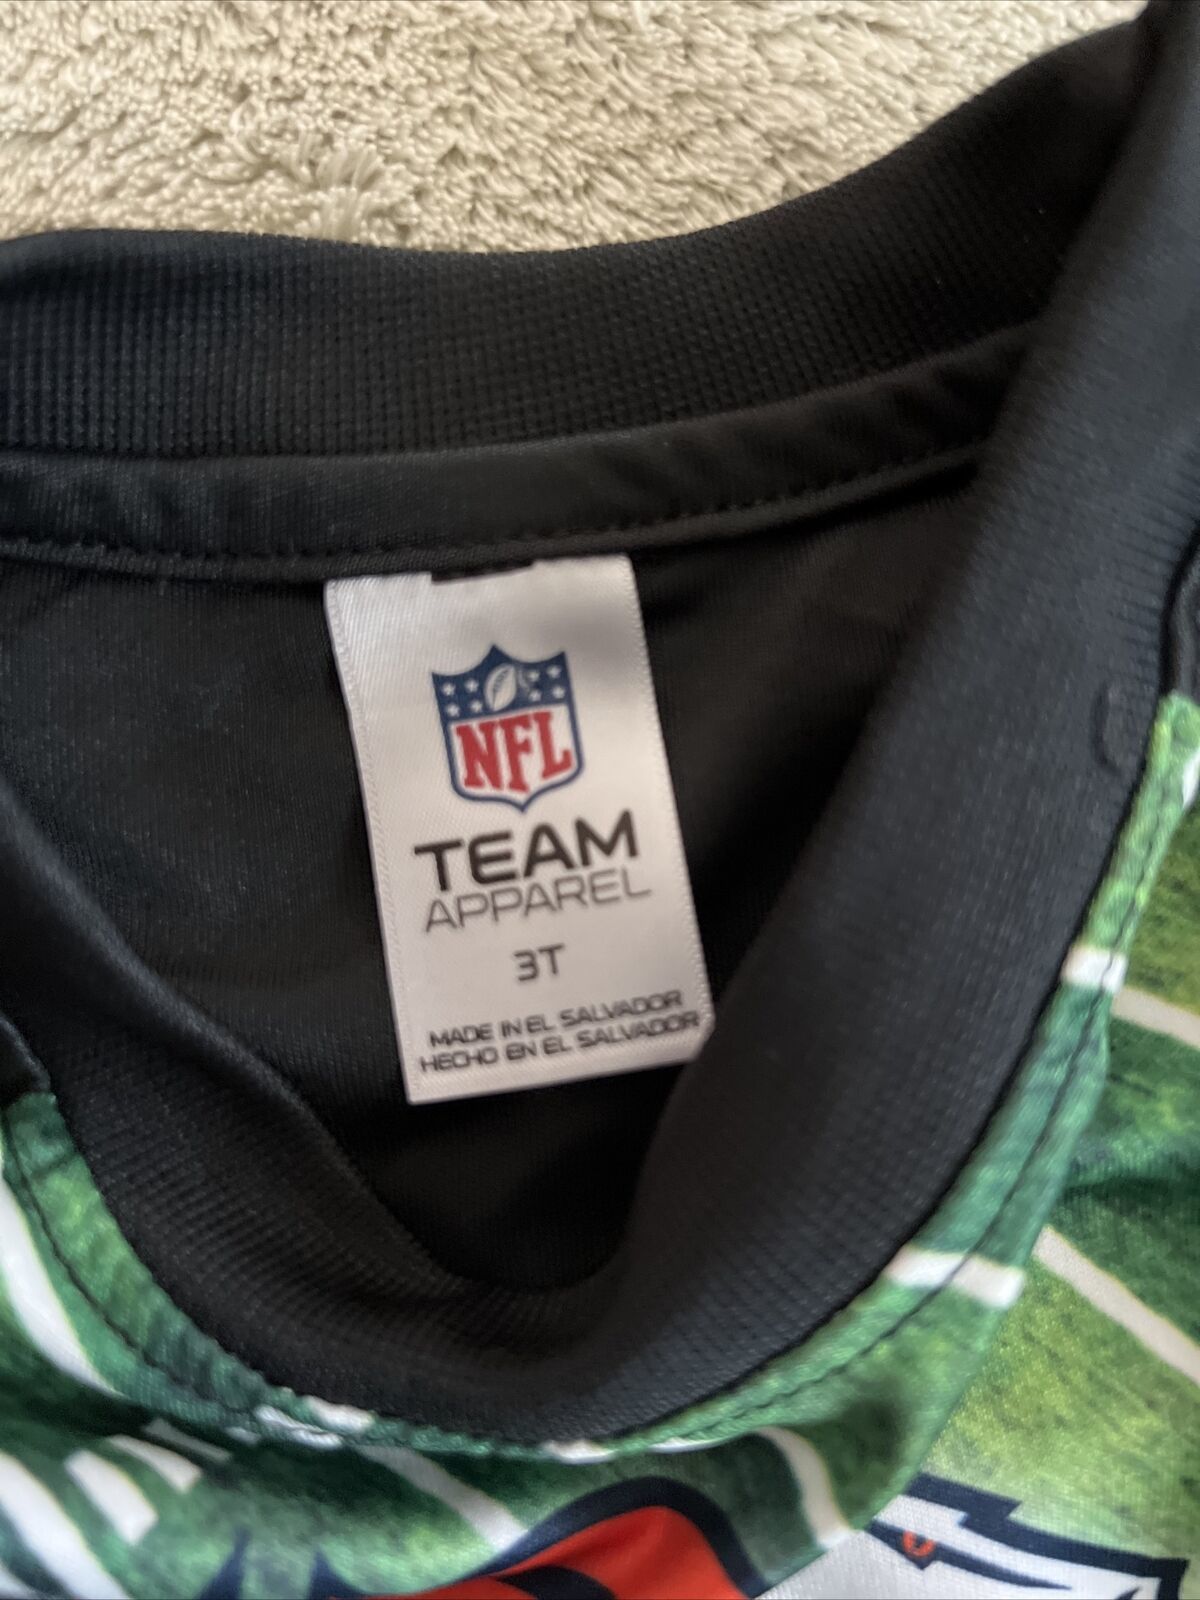 NFL
TEAM
APPAREL
3T
MADE IN EL SALVADOR
HECHO EN EL SALVADOR